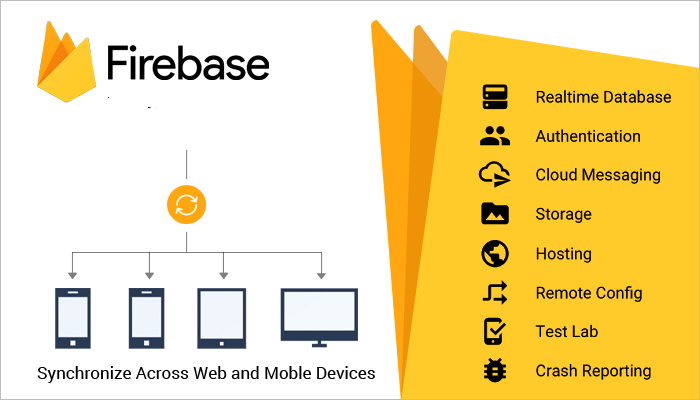 Firebase
Synchronize Across Web and Moble Devices
Realtime Database
Authentication
Cloud Messaging
Storage
Hosting
Remote Config
Test Lab
Crash Reporting